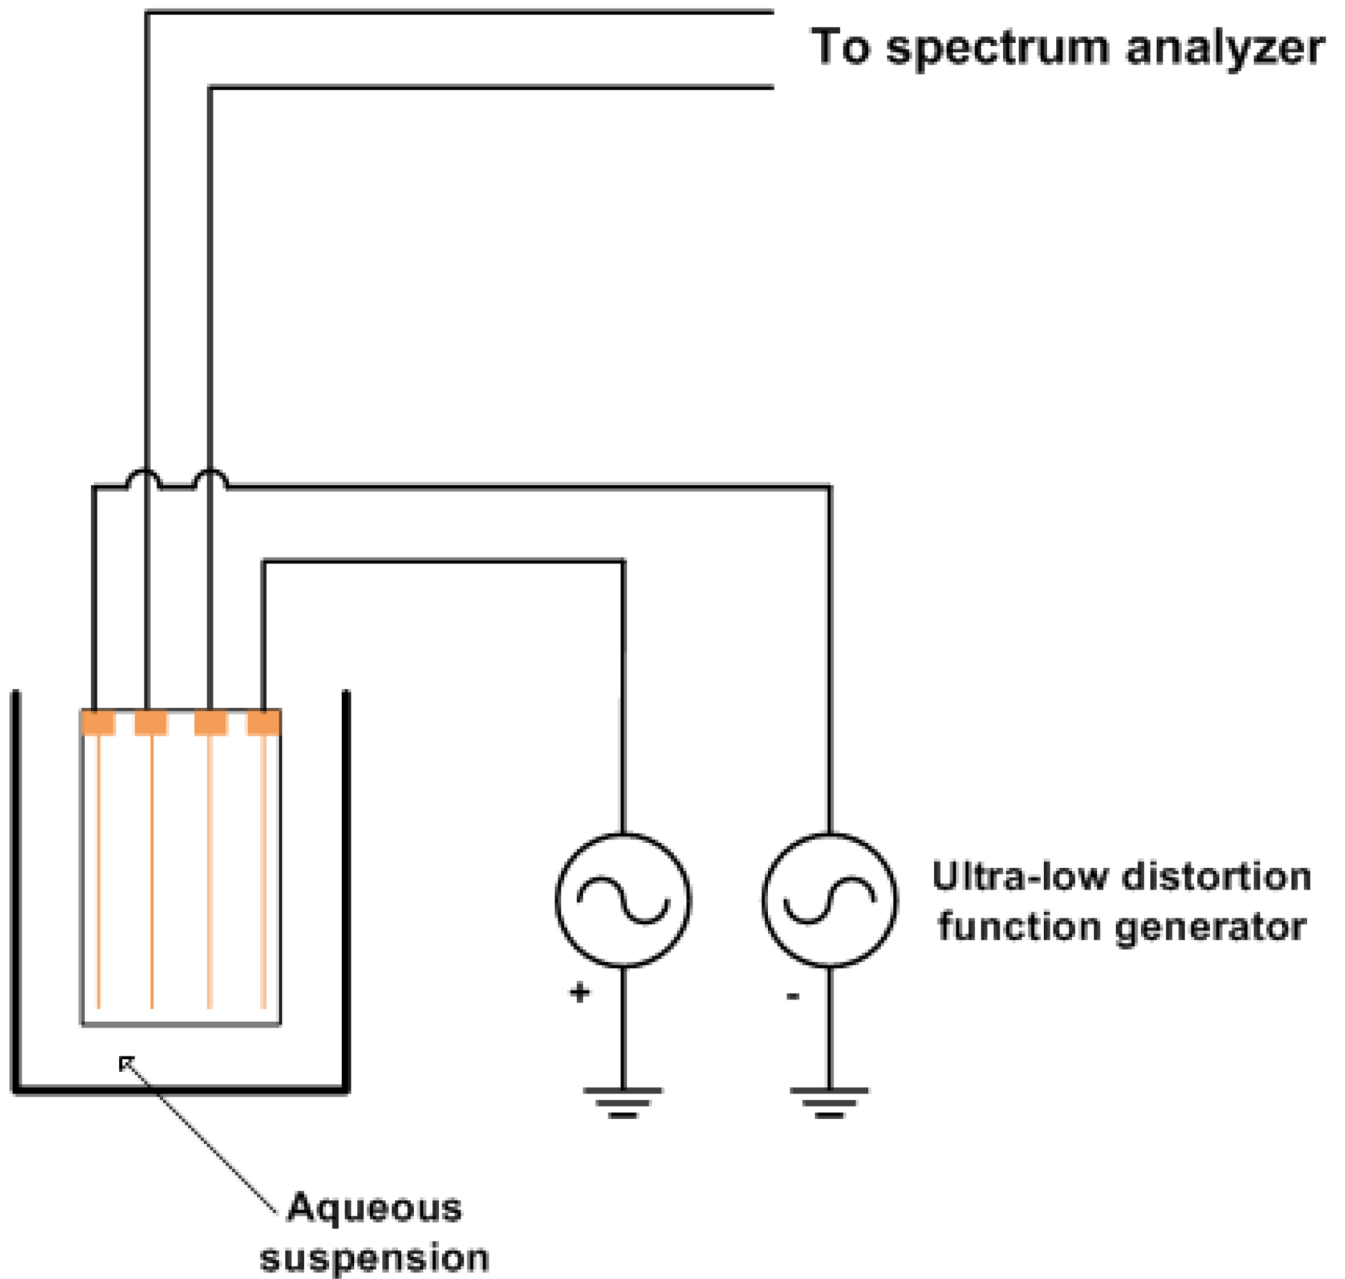 To spectrum analyzer
Ultra-low distortion
function generator
+
-
Aqueous
suspension